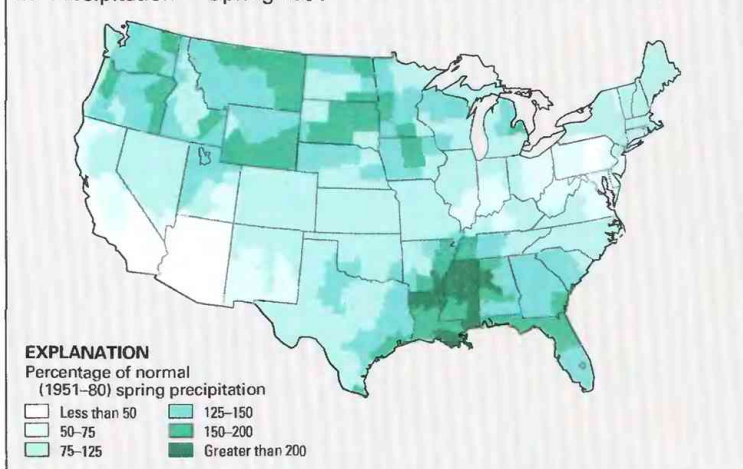 EXPLANATION
Percentage of normal
(1951–80) spring precipitation
Less than 50
50–75
75–125
125–150
150–200
Greater than 200